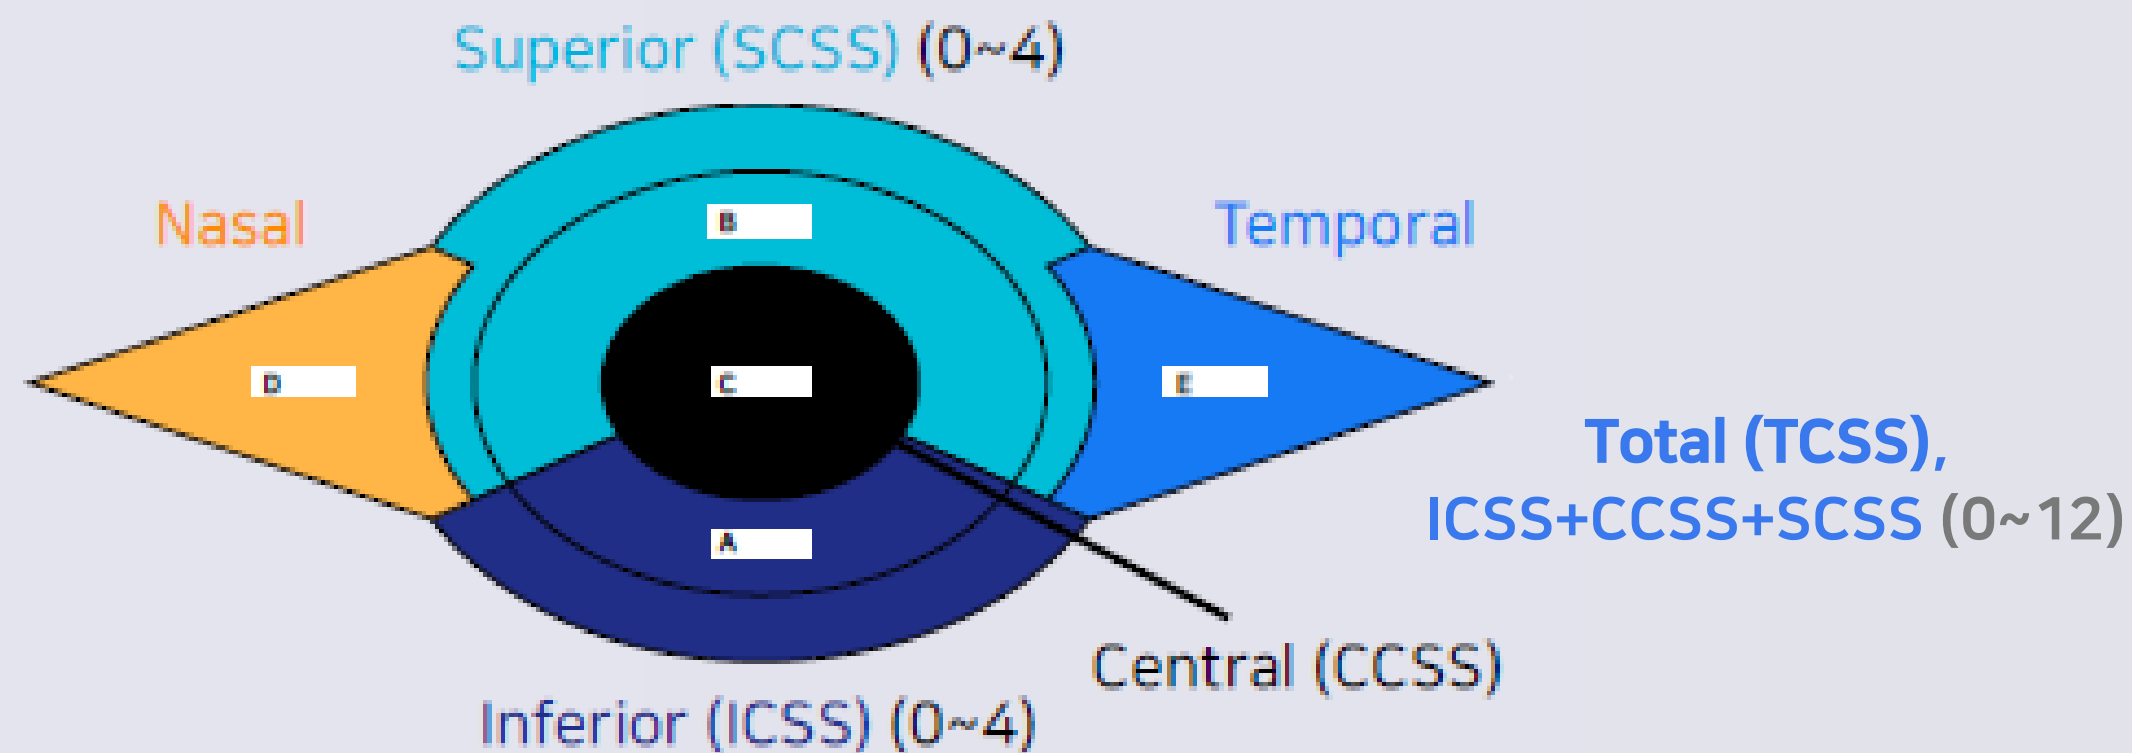 Superior (SCSS) (0~4)
Nasal
B
Temporal
D
C
E
Total (TCSS),
ICSS+CCSS+SCSS (0~12)
A
Central (CCSS)
Inferior (ICSS) (0~4)